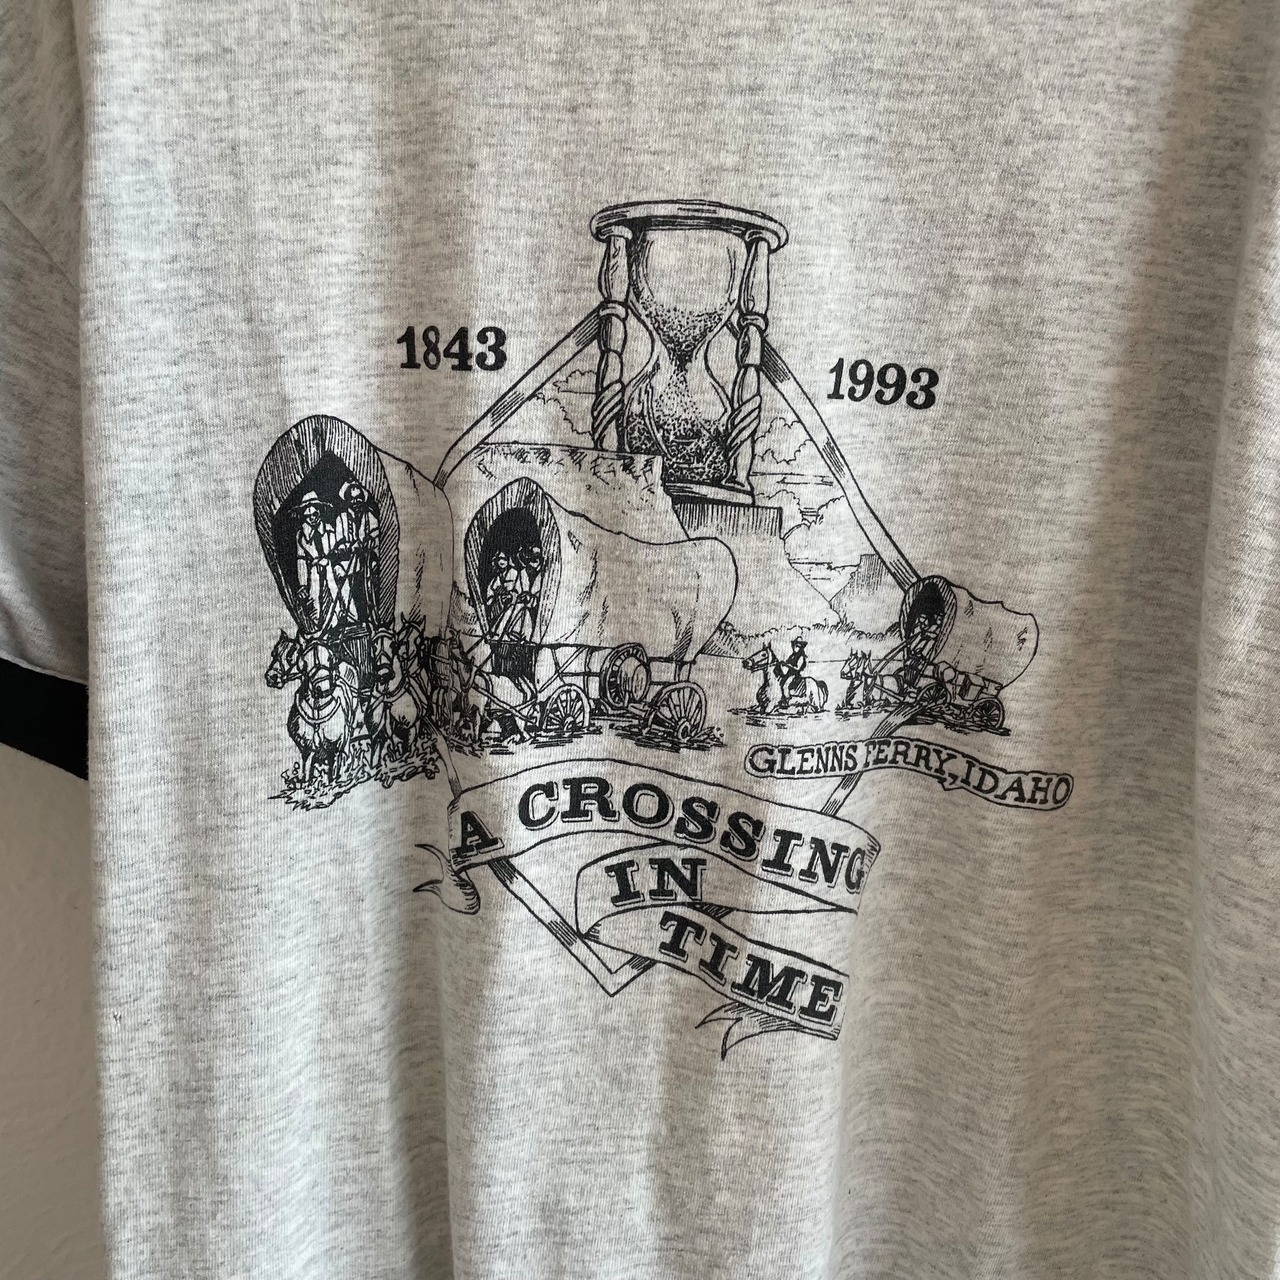 1843
1993
GLENNS FERRY, IDAHO
A CROSSING
IN
TIME